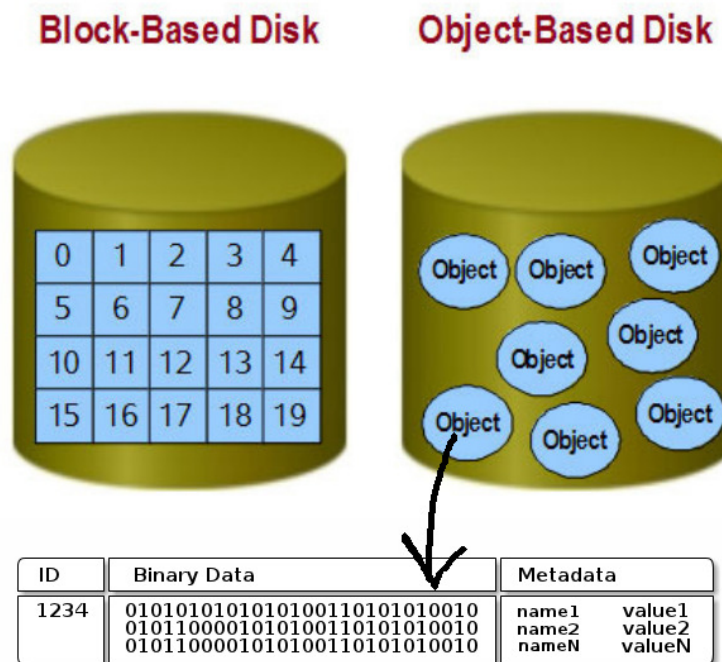 Block-Based Disk
Object-Based Disk
0 1 2 3 4
5 6 7 8 9
10 11 12 13 14
15 16 17 18 19
Object Object Object
Object Object
Object Object Object
ID Binary Data Metadata
1234 010101010101010011010101010010 name1 value1
010110000101010100110101010010 name2 value2
010110000101010100110101010010 nameN valueN